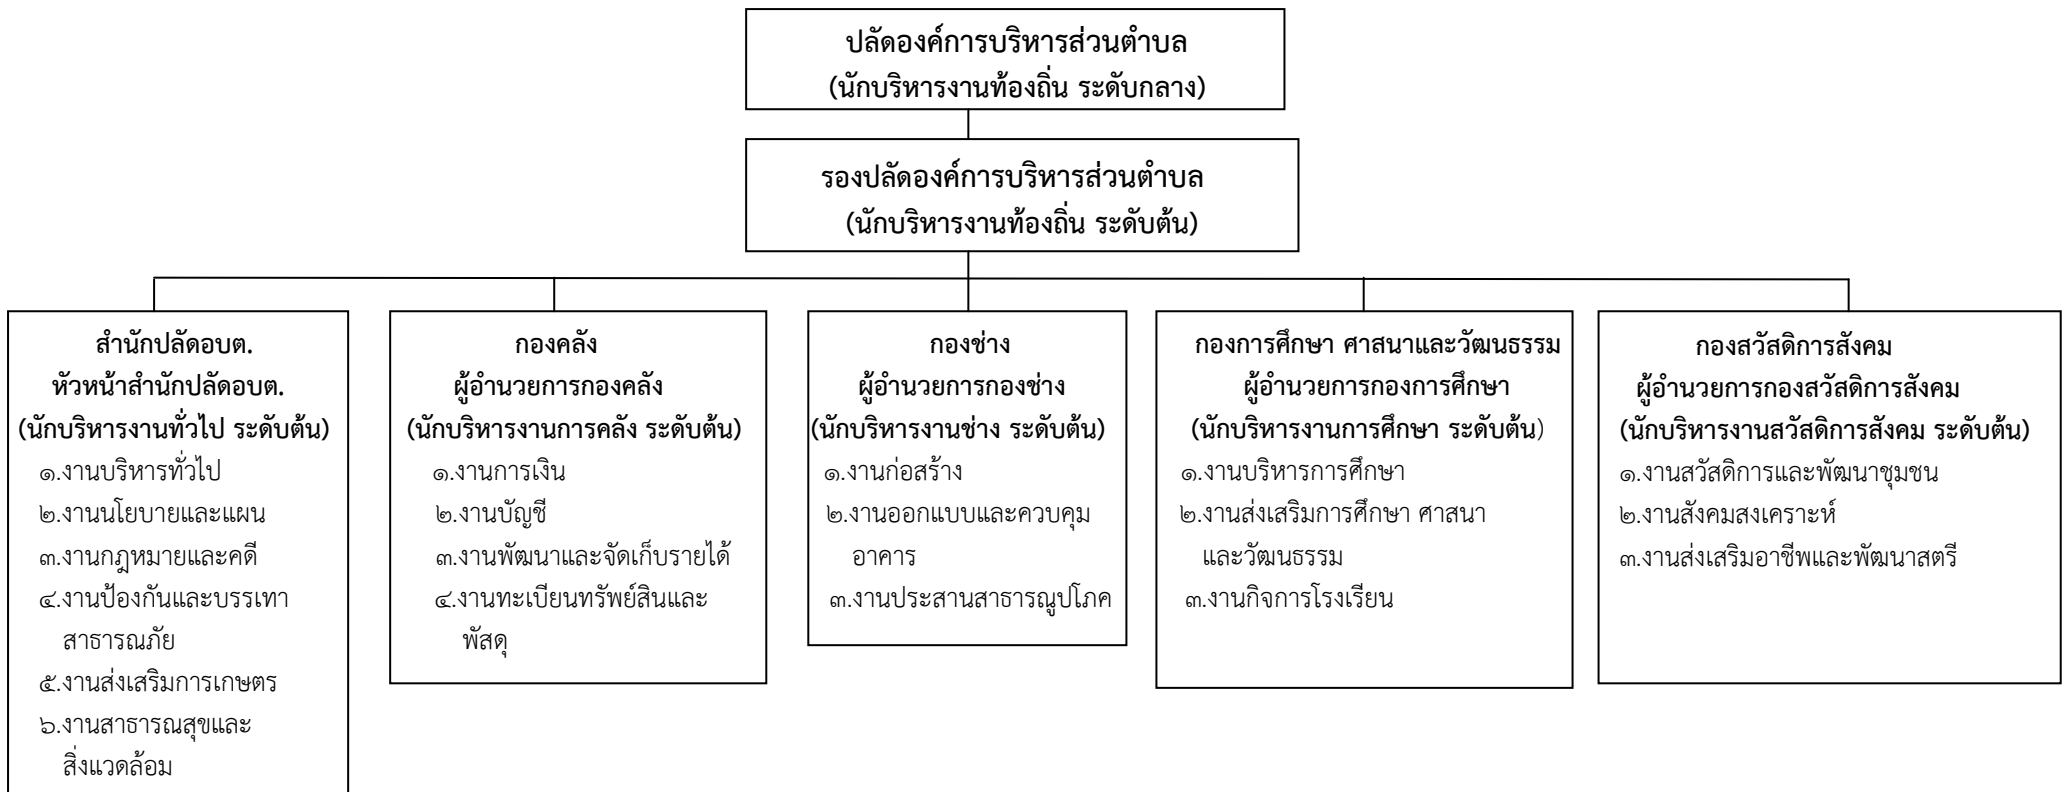 ปลัดองค์การบริหารส่วนตำบล
(นักบริหารงานท้องถิ่น ระดับกลาง)
รองปลัดองค์การบริหารส่วนตำบล
(นักบริหารงานท้องถิ่น ระดับต้น)
สำนักปลัดอบต.
หัวหน้าสำนักปลัดอบต.
(นักบริหารงานทั่วไป ระดับต้น)
๑.งานบริหารทั่วไป
๒.งานนโยบายและแผน
๓.งานกฎหมายและคดี
๔.งานป้องกันและบรรเทา
สาธารณภัย
๕.งานส่งเสริมการเกษตร
๖.งานสาธารณสุขและ
สิ่งแวดล้อม
กองคลัง
ผู้อำนวยการกองคลัง
(นักบริหารงานการคลัง ระดับต้น)
๑.งานการเงิน
๒.งานบัญชี
๓.งานพัฒนาและจัดเก็บรายได้
๔.งานทะเบียนทรัพย์สินและ
พัสดุ
กองช่าง
ผู้อำนวยการกองช่าง
(นักบริหารงานช่าง ระดับต้น)
๑.งานก่อสร้าง
๒.งานออกแบบและควบคุม
อาคาร
๓.งานประสานสาธารณูปโภค
กองการศึกษา ศาสนาและวัฒนธรรม
ผู้อำนวยการกองการศึกษา
(นักบริหารงานการศึกษา ระดับต้น)
๑.งานบริหารการศึกษา
๒.งานส่งเสริมการศึกษา ศาสนา
และวัฒนธรรม
๓.งานกิจการโรงเรียน
กองสวัสดิการสังคม
ผู้อำนวยการกองสวัสดิการสังคม
(นักบริหารงานสวัสดิการสังคม ระดับต้น)
๑.งานสวัสดิการและพัฒนาชุมชน
๒.งานสังคมสงเคราะห์
๓.งานส่งเสริมอาชีพและพัฒนาสตรี